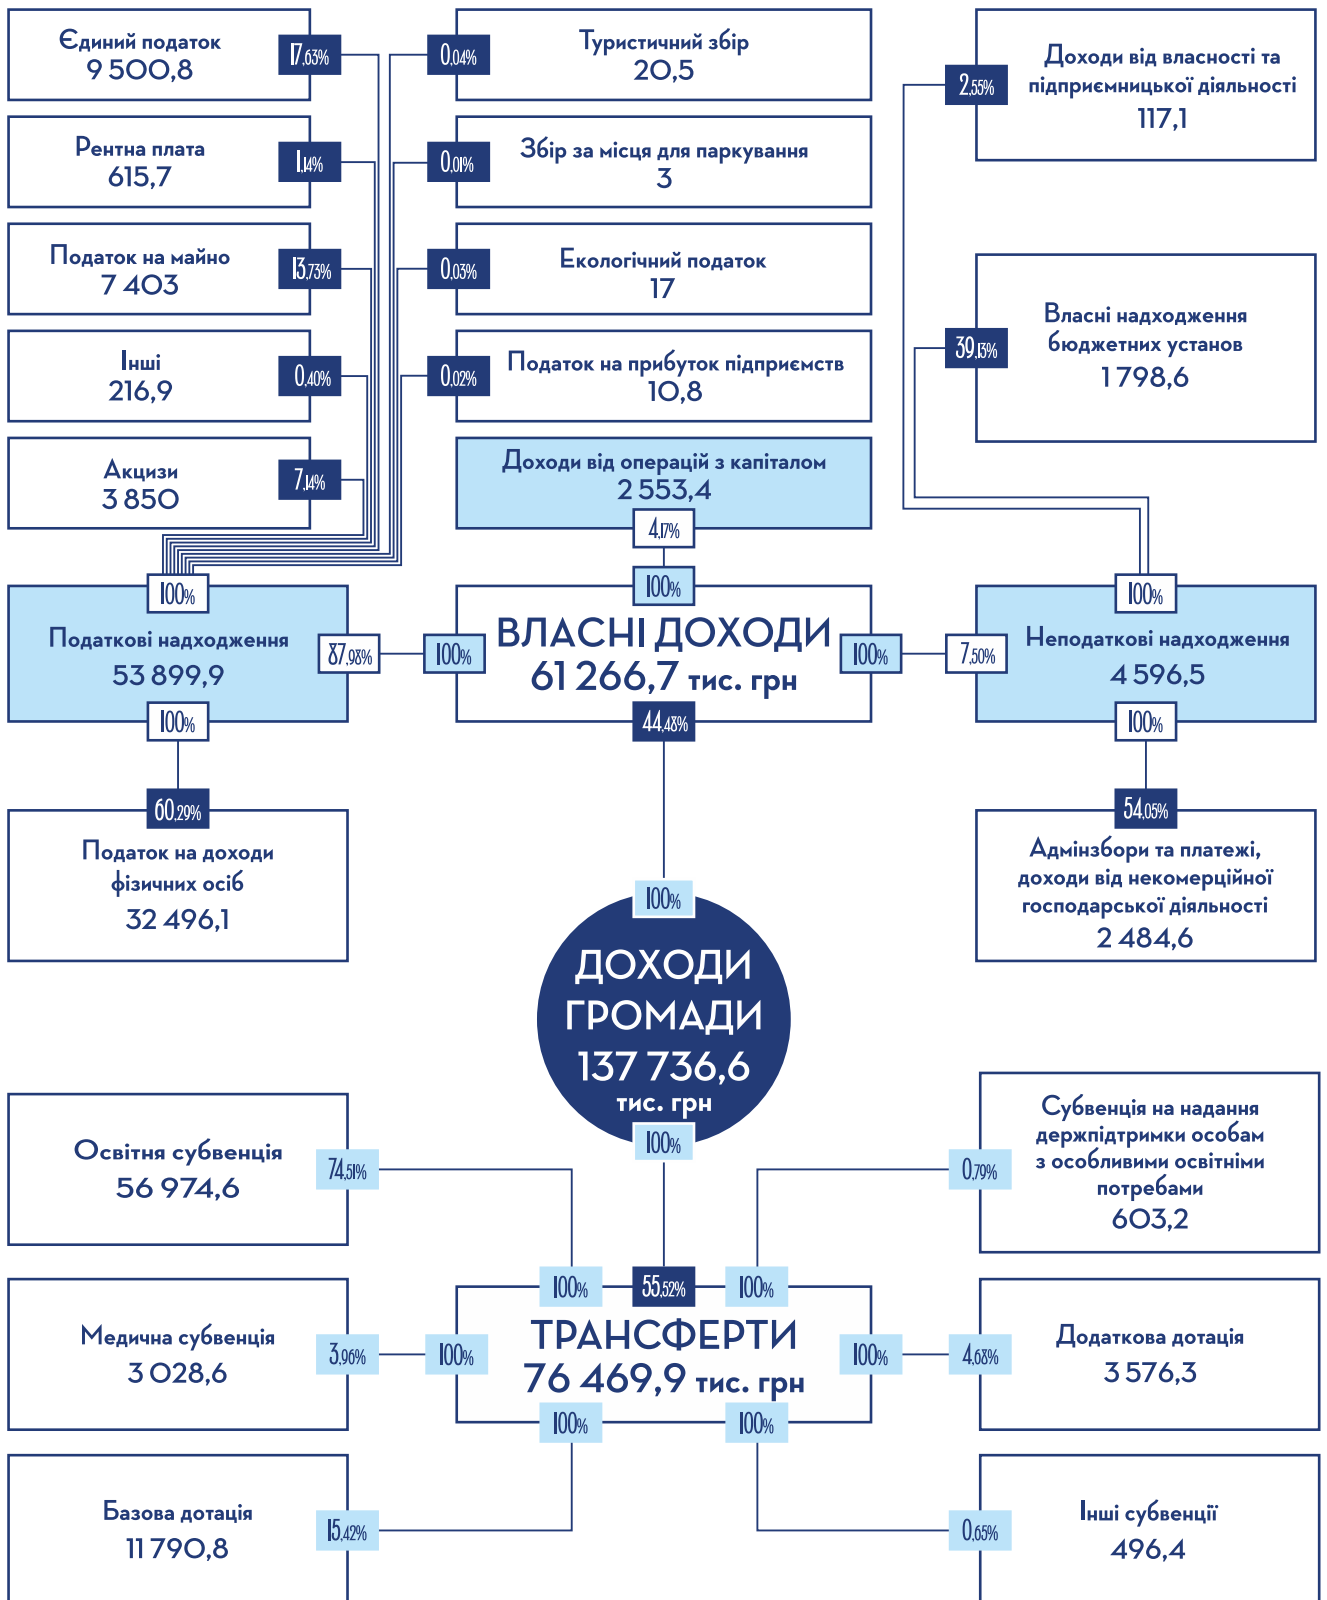 Єдиний податок
9 500,8
17,63%
Рентна плата
615,7
1,14%
Податок на майно
7 403
13,73%
Інші
216,9
0,40%
Акцизи
3 850
7,14%
Туристичний збір
20,5
0,04%
Збір за місця для паркування
3
0,01%
Екологічний податок
17
0,03%
Податок на прибуток підприємств
10,8
0,02%
Доходи від операцій з капіталом
2 553,4
4,17%
Доходи від власності та
підприємницької діяльності
117,1
2,55%
Власні надходження
бюджетних установ
1 798,6
39,13%
100%
Податкові надходження
53 899,9
87,98%
100%
100%
100%
ВЛАСНІ ДОХОДИ
61 266,7 тис. грн
100%
44,48%
100%
7,50%
Неподаткові надходження
4 596,5
100%
60,29%
Податок на доходи
фізичних осіб
32 496,1
54,05%
Адмінзбори та платежі,
доходи від некомерційної
господарської діяльності
2 484,6
100%
ДОХОДИ
ГРОМАДИ
137 736,6
тис. грн
100%
Освітня субвенція
56 974,6
74,51%
Субвенція на надання
держпідтримки особам
з особливими освітніми
потребами
603,2
0,79%
Медична субвенція
3 028,6
3,96%
100%
55,52%
100%
100%
ТРАНСФЕРТИ
76 469,9 тис. грн
100%
100%
100%
4,68%
Додаткова дотація
3 576,3
Базова дотація
11 790,8
15,42%
0,65%
Інші субвенції
496,4